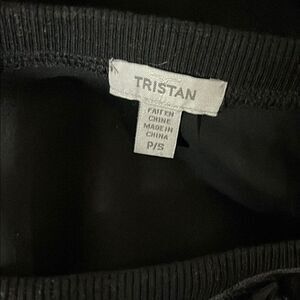 TRISTAN
FAIT EN
CHINE
MADE IN
CHINA
P/S